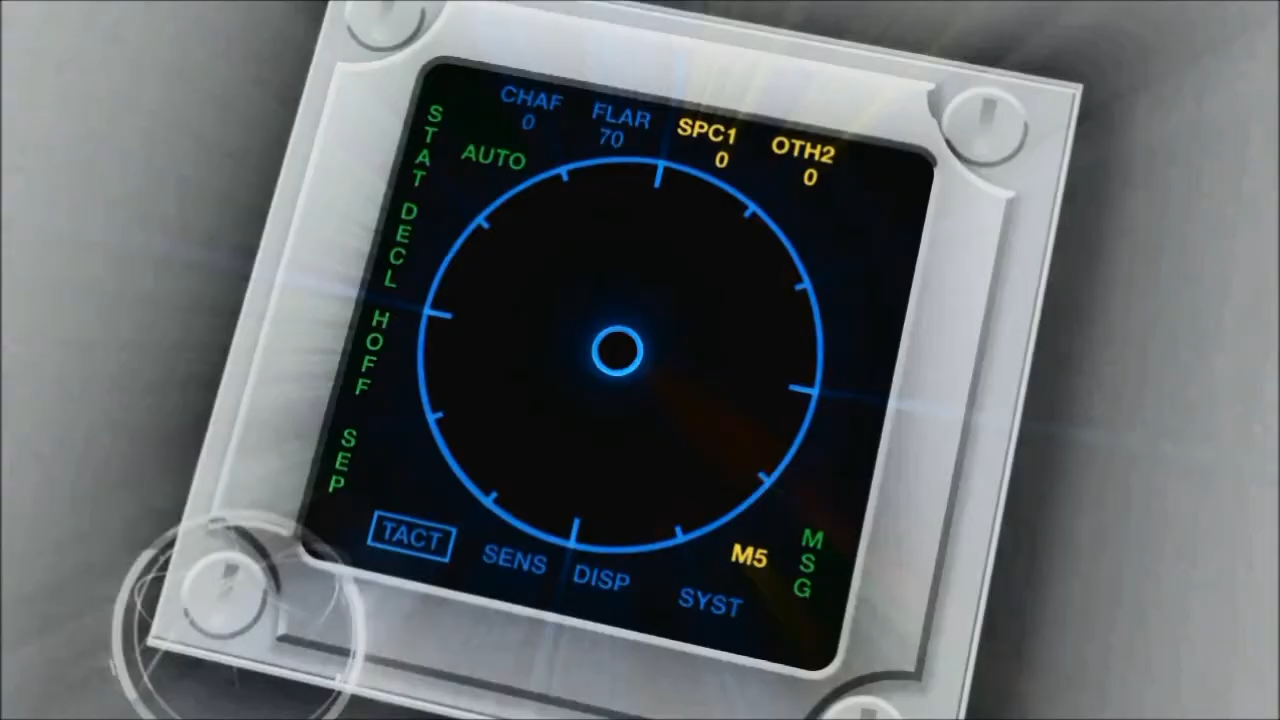 CHAF FLAR SPC1 OTH2
0 70 0 0
AUTO
STAT
DECL
HOFF
SEP
TACT SENS DISP SYST
M5
MSG